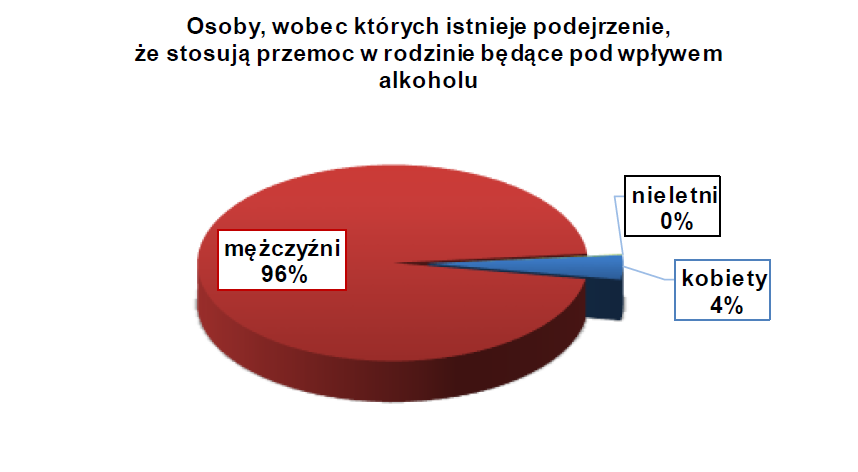 Osoby, wobec których istnieje podejrzenie,
że stosują przemoc w rodzinie będące pod wpływem
alkoholu
nieletni
0%
mężczyźni
96%
kobiety
4%